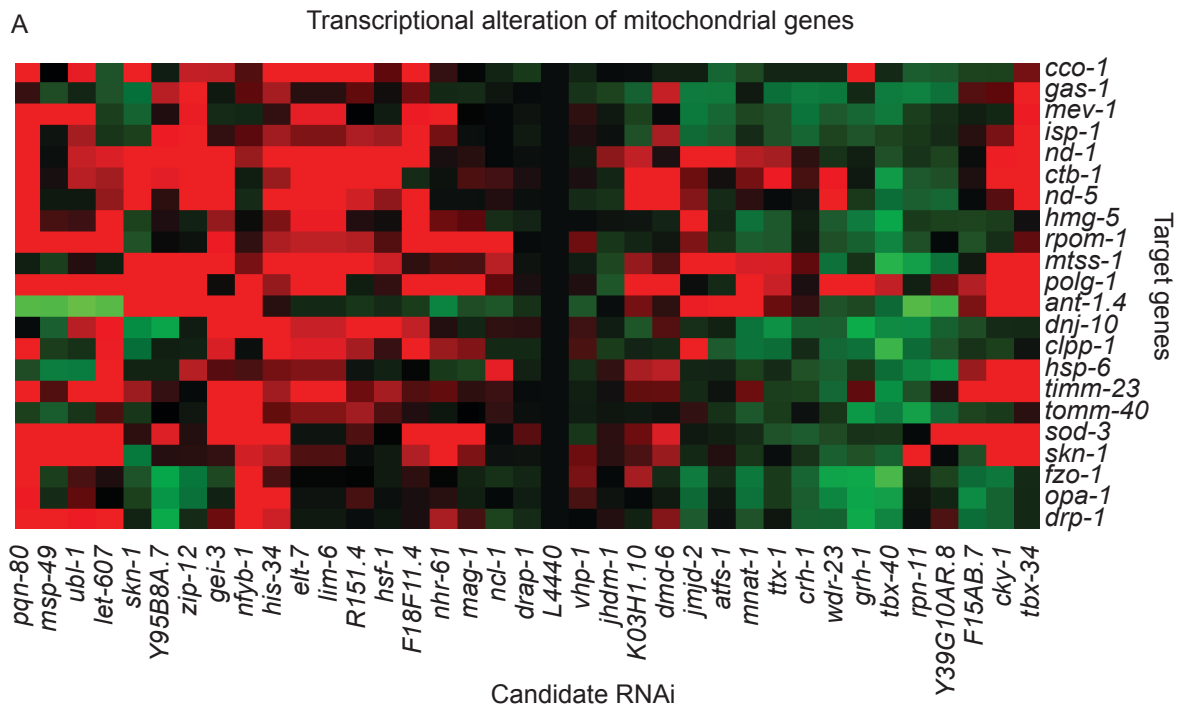 A
Transcriptional alteration of mitochondrial genes
cco-1
gas-1
mev-1
isp-1
nd-1
ctb-1
nd-5
hmg-5
rpom-1
mtss-1
polg-1
ant-1.4
dnj-10
clpp-1
hsp-6
timm-23
tomm-40
sod-3
skn-1
fzo-1
opa-1
drp-1
Target genes
pqn-80
msp-49
ubl-1
let-607
skn-1
Y95B8A.7
zip-12
gei-3
nfyb-1
his-34
elt-7
lim-6
R151.4
hsf-1
F18F11.4
nhr-61
mag-1
ncl-1
drap-1
L4440
vhp-1
jhdm-1
K03H1.10
dmd-6
jmjd-2
atfs-1
mnat-1
ttx-1
crh-1
wdr-23
grh-1
tbx-40
rpn-11
Y39G10AR.8
F15AB.7
cky-1
tbx-34
Candidate RNAi